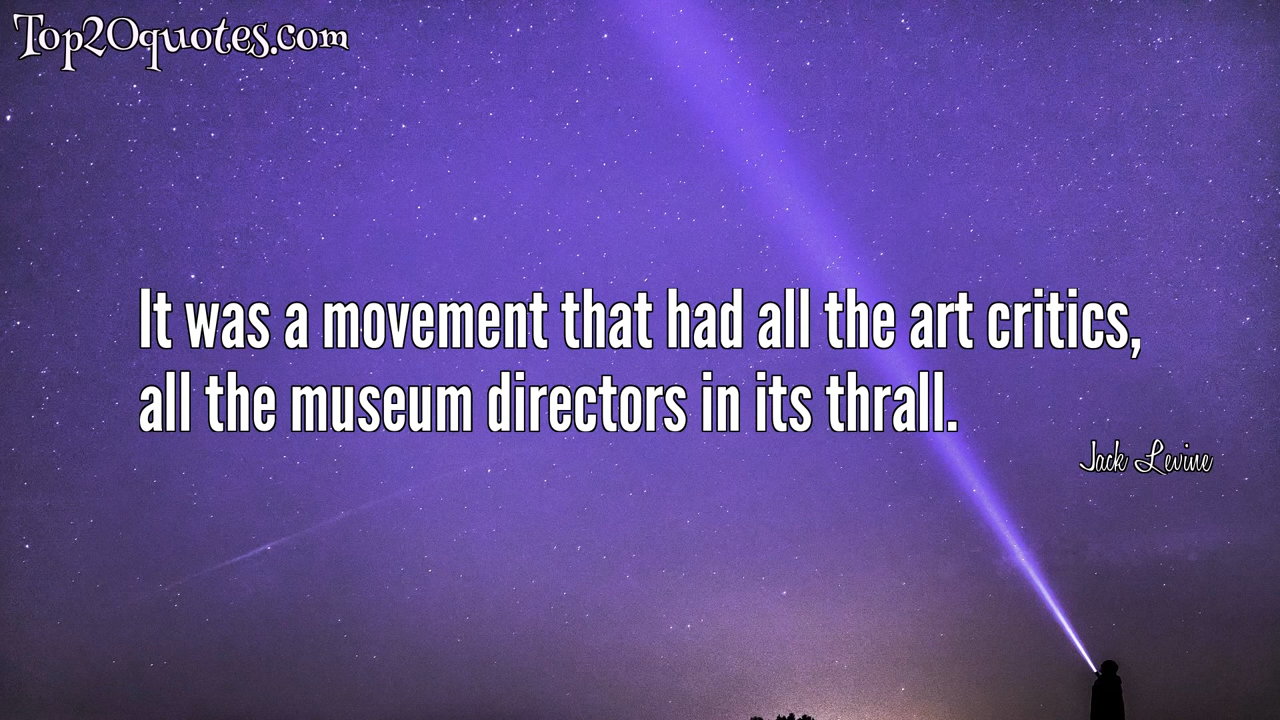 Top20quotes.com
It was a movement that had all the art critics,
all the museum directors in its thrall.
Jack Levine